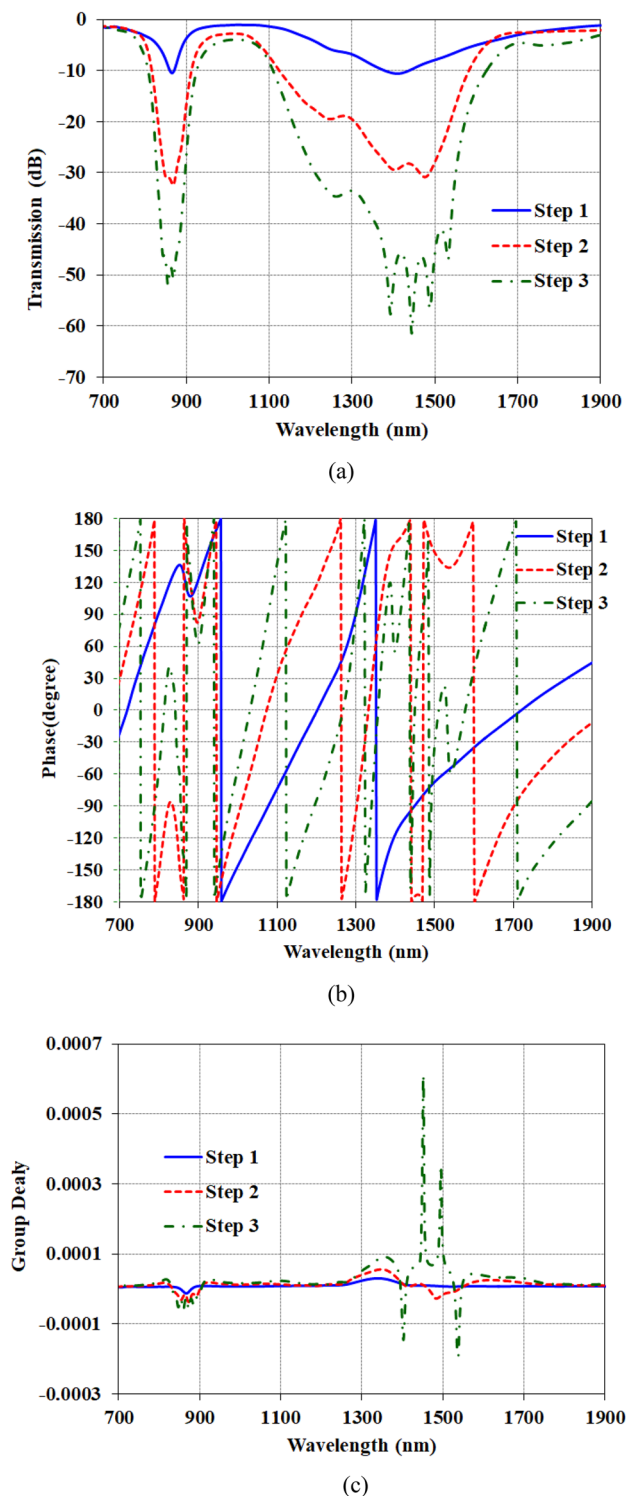 0
-10
-20
-30
-40
-50
-60
-70
Transmission (dB)
Step 1
Step 2
Step 3
700 900 1100 1300 1500 1700 1900
Wavelength (nm)
(a)
180
150
120
90
60
30
0
-30
-60
-90
-120
-150
-180
Phase(degree)
Step 1
Step 2
Step 3
700 900 1100 1300 1500 1700 1900
Wavelength (nm)
(b)
0.0007
0.0005
0.0003
0.0001
-0.0001
-0.0003
Group Dealy
Step 1
Step 2
Step 3
700 900 1100 1300 1500 1700 1900
Wavelength (nm)
(c)